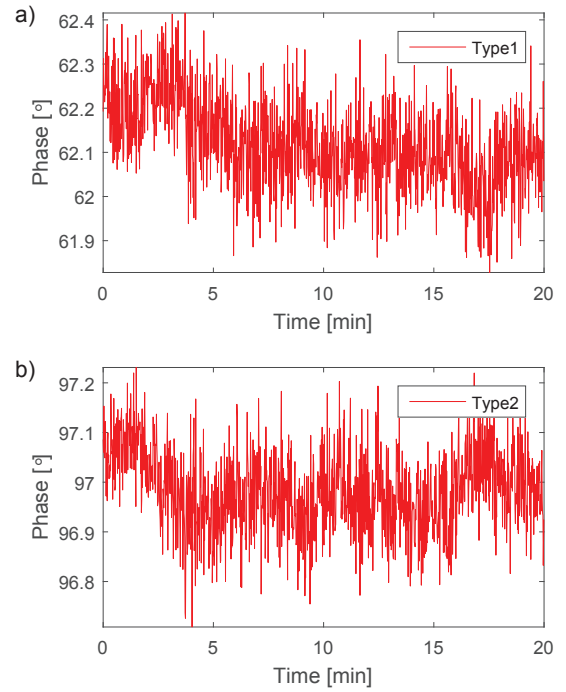 a)
62.4
62.3
62.2
62.1
62
61.9
Phase [°]
Type1
0 5 10 15 20
Time [min]
b)
97.2
97.1
97
96.9
96.8
Phase [°]
Type2
0 5 10 15 20
Time [min]